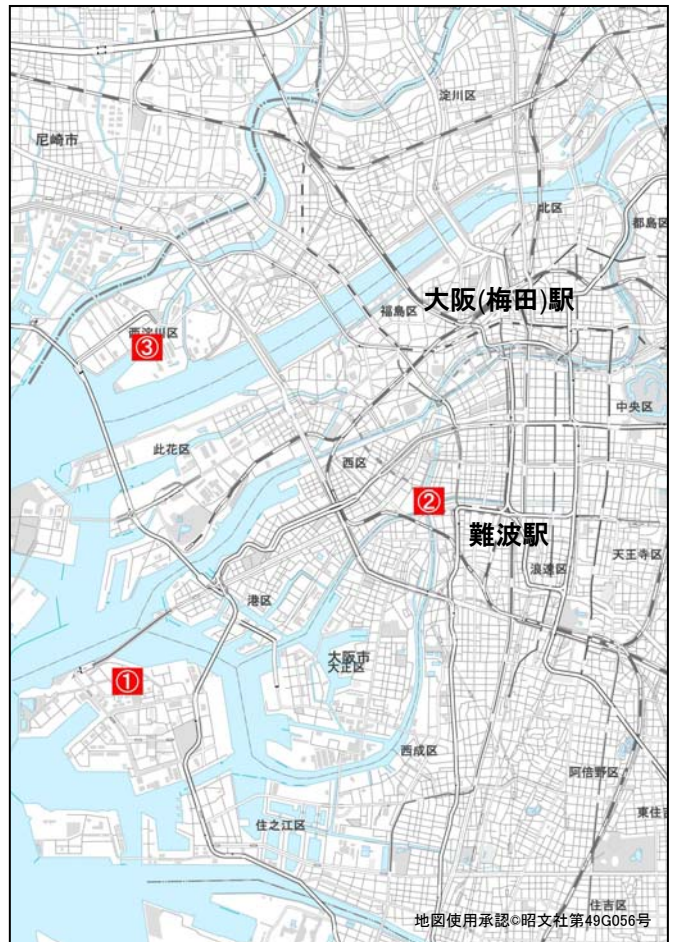 淀川区
尼崎市
北区
都島区
大阪(梅田)駅
福島区
西淀川区
③
中央区
此花区
西区
②
難波駅
天王寺区
浪速区
港区
大阪市
大正区
①
西成区
阿倍野区
東住吉
住之江区
住吉区
地図使用承認©昭文社第49G056号